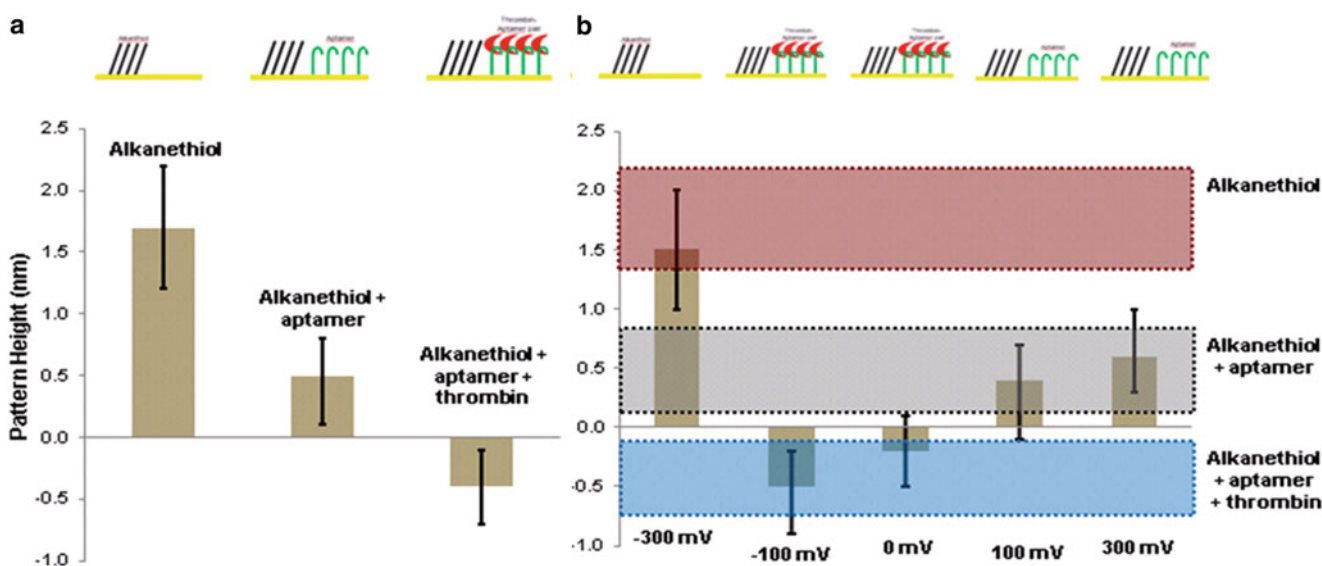 a
Alkanethiol
Aptamer
Thrombin-
Aptamer pair
2.5
2.0
1.5
1.0
0.5
0.0
-0.5
-1.0
Pattern Height (nm)
Alkanethiol
Alkanethiol +
aptamer
Alkanethiol +
aptamer +
thrombin
b
Alkanethiol
Thrombin-
Aptamer pair
Thrombin-
Aptamer pair
Aptamer
Aptamer
2.5
2.0
1.5
1.0
0.5
0.0
-0.5
-1.0
-300 mV
-100 mV
0 mV
100 mV
300 mV
Alkanethiol
Alkanethiol
+ aptamer
Alkanethiol
+ aptamer
+ thrombin